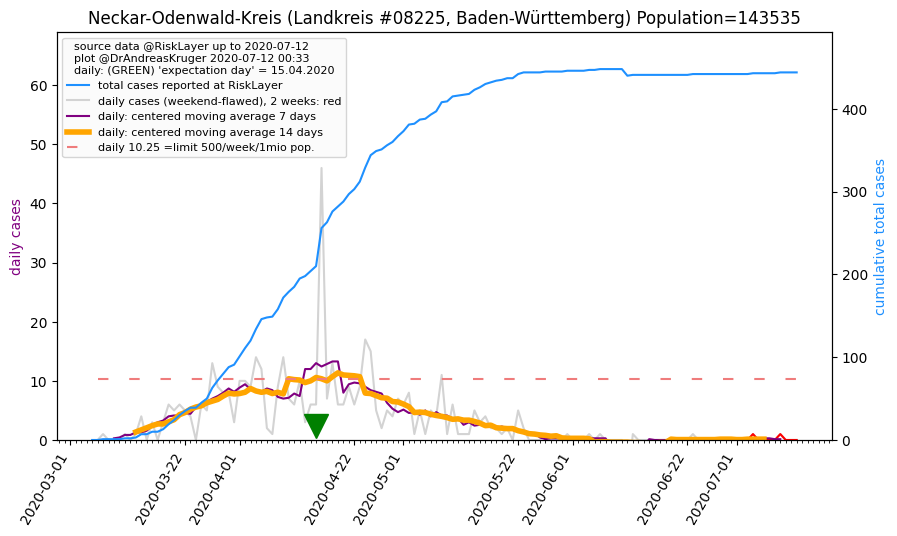 Neckar-Odenwald-Kreis (Landkreis #08225, Baden-Württemberg) Population=143535
source data @RiskLayer up to 2020-07-12
plot @DrAndreasKruger 2020-07-12 00:33
daily: (GREEN) 'expectation day' = 15.04.2020
total cases reported at RiskLayer
daily cases (weekend-flawed), 2 weeks: red
daily: centered moving average 7 days
daily: centered moving average 14 days
daily 10.25 =limit 500/week/1mio pop.
daily cases
60
50
40
30
20
10
0
cumulative total cases
400
300
200
100
0
2020-03-01
2020-03-22
2020-04-01
2020-04-22
2020-05-01
2020-05-22
2020-06-01
2020-06-22
2020-07-01